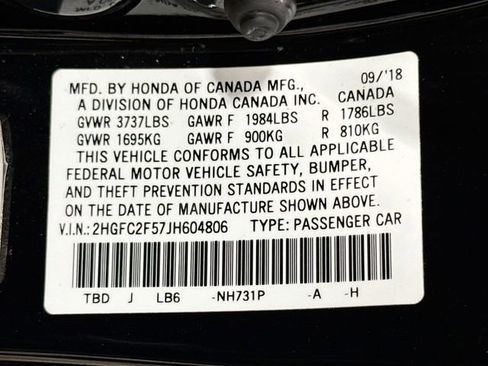 MFD. BY HONDA OF CANADA MFG., 09/'18
A DIVISION OF HONDA CANADA INC. CANADA
GVWR 3737LBS GAWR F 1984LBS R 1786LBS
GVWR 1695KG GAWR F 900KG R 810KG
THIS VEHICLE CONFORMS TO ALL APPLICABLE
FEDERAL MOTOR VEHICLE SAFETY, BUMPER,
AND THEFT PREVENTION STANDARDS IN EFFECT
ON THE DATE OF MANUFACTURE SHOWN ABOVE.
V.I.N.: 2HGFC2F57JH604806 TYPE: PASSENGER CAR
TBD J LB6 -NH731P -A -H